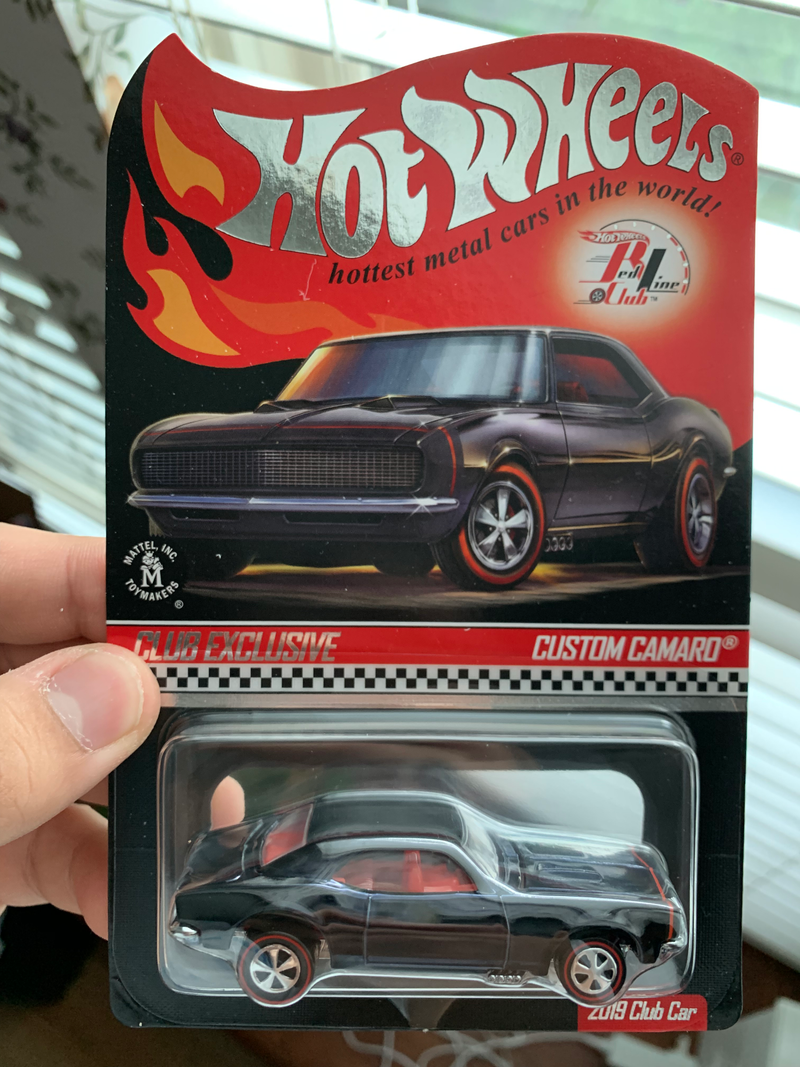 HOT WHEELS®
hottest metal cars in the world!
Hot Wheels
Red Line
Club™
MATTEL, INC.
M
TOYMAKERS
®
CLUB EXCLUSIVE
CUSTOM CAMARO®
2019 Club Car